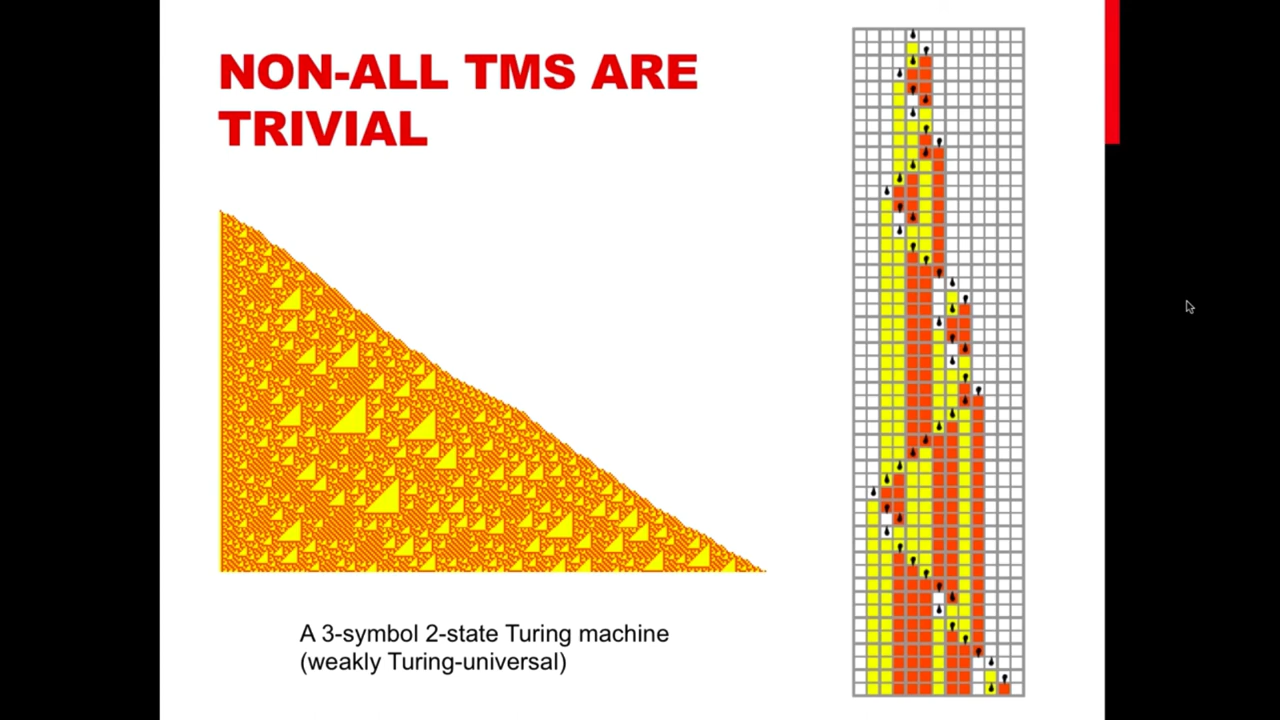 NON-ALL TMS ARE
TRIVIAL
A 3-symbol 2-state Turing machine
(weakly Turing-universal)